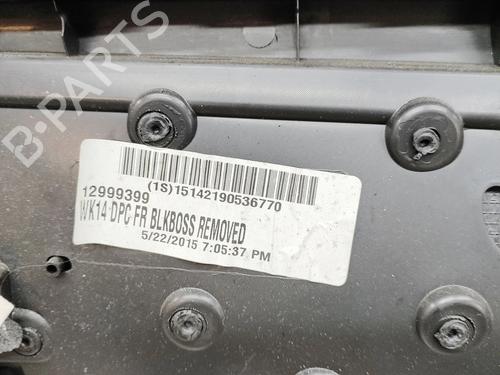 B-PARTS
(1S)15142190536770
12999399
WK14 DPC FR BLKBOSS REMOVED
5/22/2015 7:05:37 PM